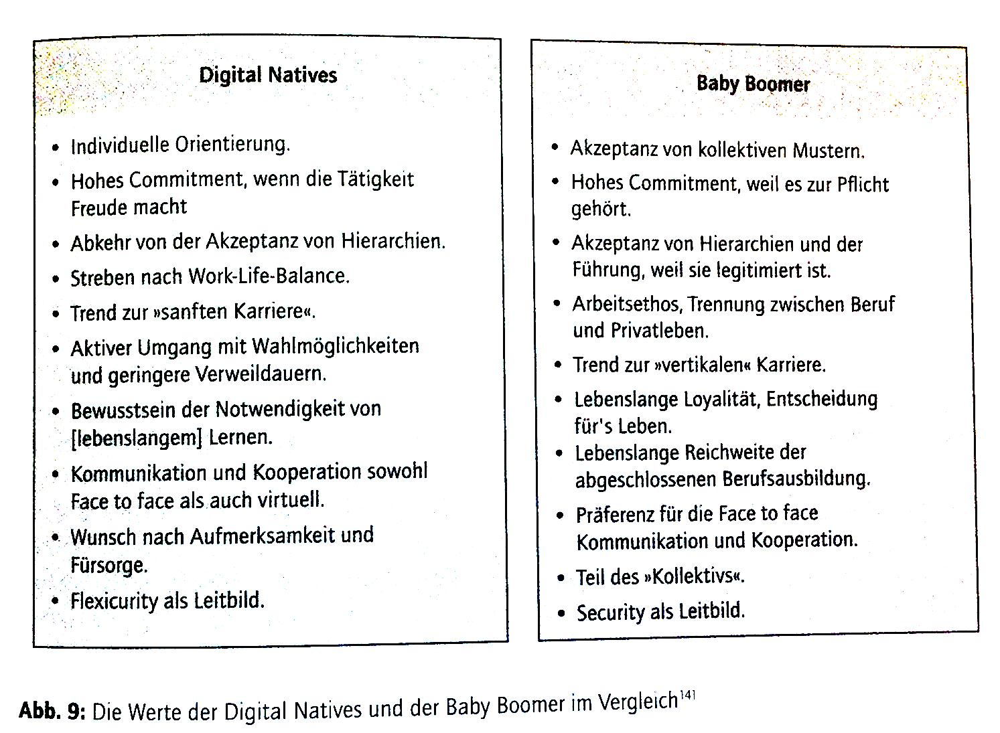 Digital Natives
• Individuelle Orientierung.
• Hohes Commitment, wenn die Tätigkeit
Freude macht
• Abkehr von der Akzeptanz von Hierarchien.
• Streben nach Work-Life-Balance.
• Trend zur »sanften Karriere«.
• Aktiver Umgang mit Wahlmöglichkeiten
und geringere Verweildauern.
• Bewusstsein der Notwendigkeit von
[lebenslangem] Lernen.
• Kommunikation und Kooperation sowohl
Face to face als auch virtuell.
• Wunsch nach Aufmerksamkeit und
Fürsorge.
• Flexicurity als Leitbild.
Baby Boomer
• Akzeptanz von kollektiven Mustern.
• Hohes Commitment, weil es zur Pflicht
gehört.
• Akzeptanz von Hierarchien und der
Führung, weil sie legitimiert ist.
• Arbeitsethos, Trennung zwischen Beruf
und Privatleben.
• Trend zur »vertikalen« Karriere.
• Lebenslange Loyalität, Entscheidung
für's Leben.
• Lebenslange Reichweite der
abgeschlossenen Berufsausbildung.
• Präferenz für die Face to face
Kommunikation und Kooperation.
• Teil des »Kollektivs«.
• Security als Leitbild.
Abb. 9: Die Werte der Digital Natives und der Baby Boomer im Vergleich¹⁴¹